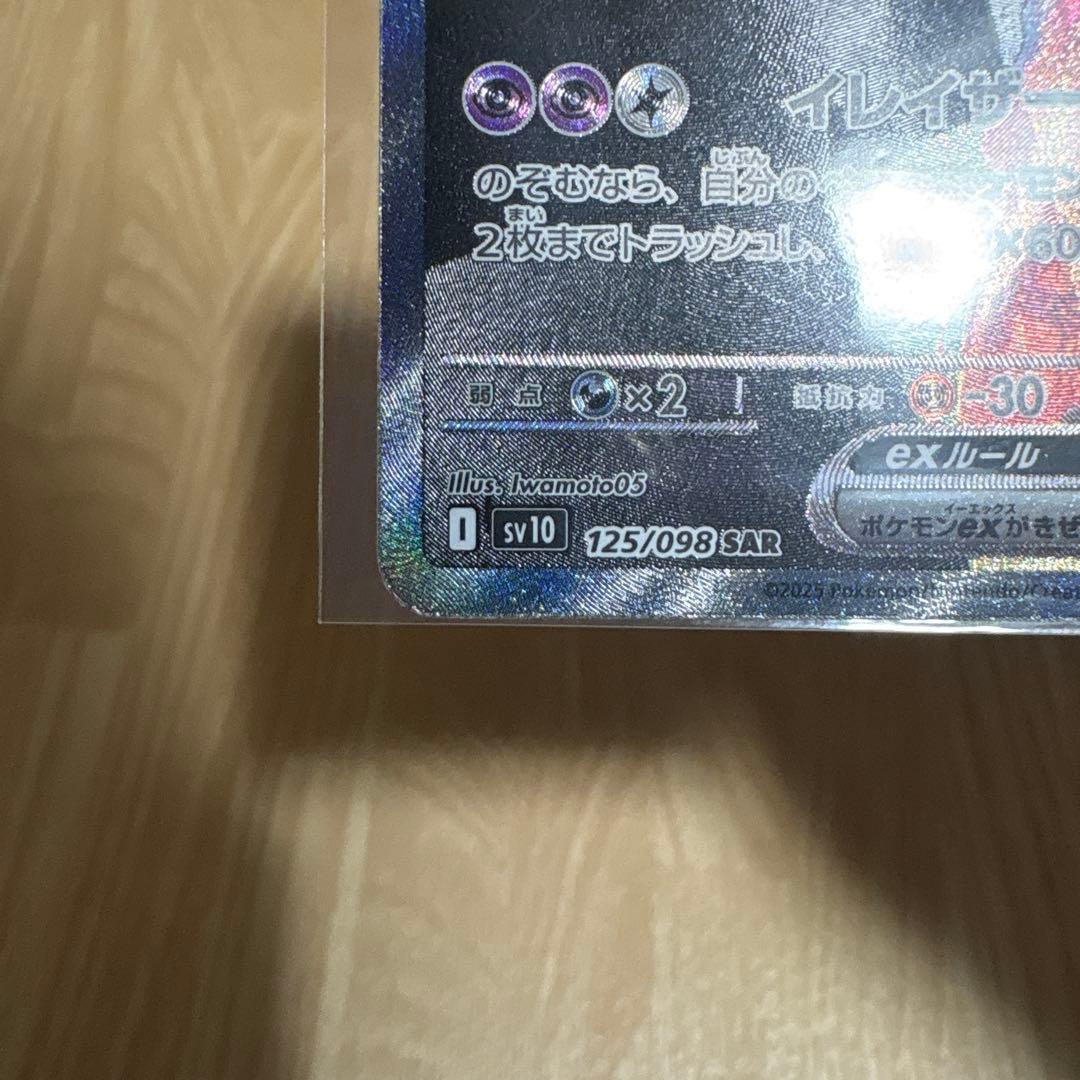 イレイザー
のぞむなら、自分の
じぶん
2枚までトラッシュし、
まい
×60
弱点 ×2 抵抗力 -30
exルール
Illus. Iwamoto05
イーエックス
ポケモンexがきぜ
I SV10 125/098 SAR
©2025 Pokémon/Nintendo/Creat